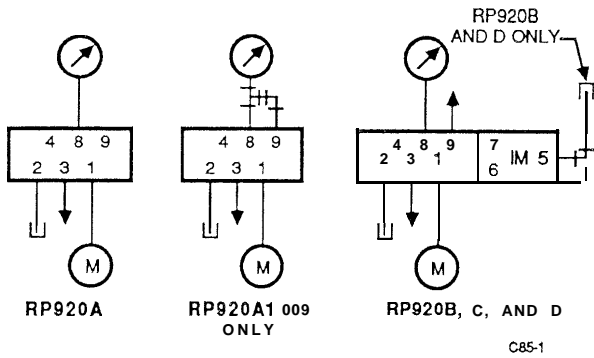 RP920B
AND D ONLY
4 8 9
2 3 1
M
RP920A
4 8 9
2 3 1
M
RP920A1 009
ONLY
4 8 9 7
2 3 1 6 IM 5
M
RP920B, C, AND D
C85-1